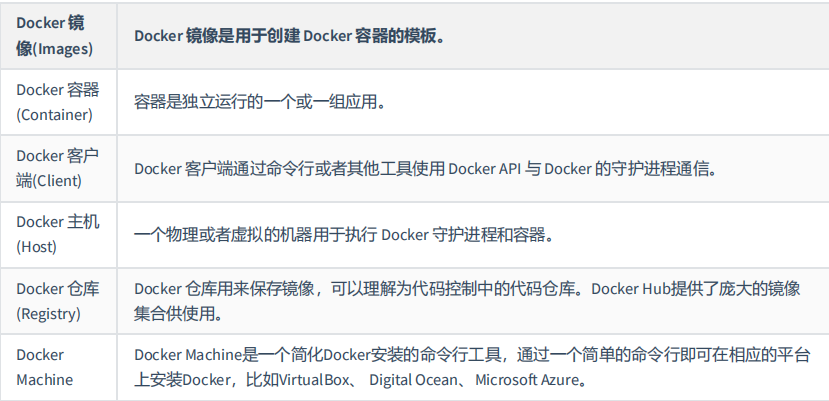 Docker 镜
像(Images)
Docker 镜像是用于创建 Docker 容器的模板。
Docker 容器
(Container)
容器是独立运行的一个或一组应用。
Docker 客户
端(Client)
Docker 客户端通过命令行或者其他工具使用 Docker API 与 Docker 的守护进程通信。
Docker 主机
(Host)
一个物理或者虚拟的机器用于执行 Docker 守护进程和容器。
Docker 仓库
(Registry)
Docker 仓库用来保存镜像，可以理解为代码控制中的代码仓库。Docker Hub提供了庞大的镜像
集合供使用。
Docker
Machine
Docker Machine是一个简化Docker安装的命令行工具，通过一个简单的命令行即可在相应的平台
上安装Docker，比如VirtualBox、 Digital Ocean、Microsoft Azure。